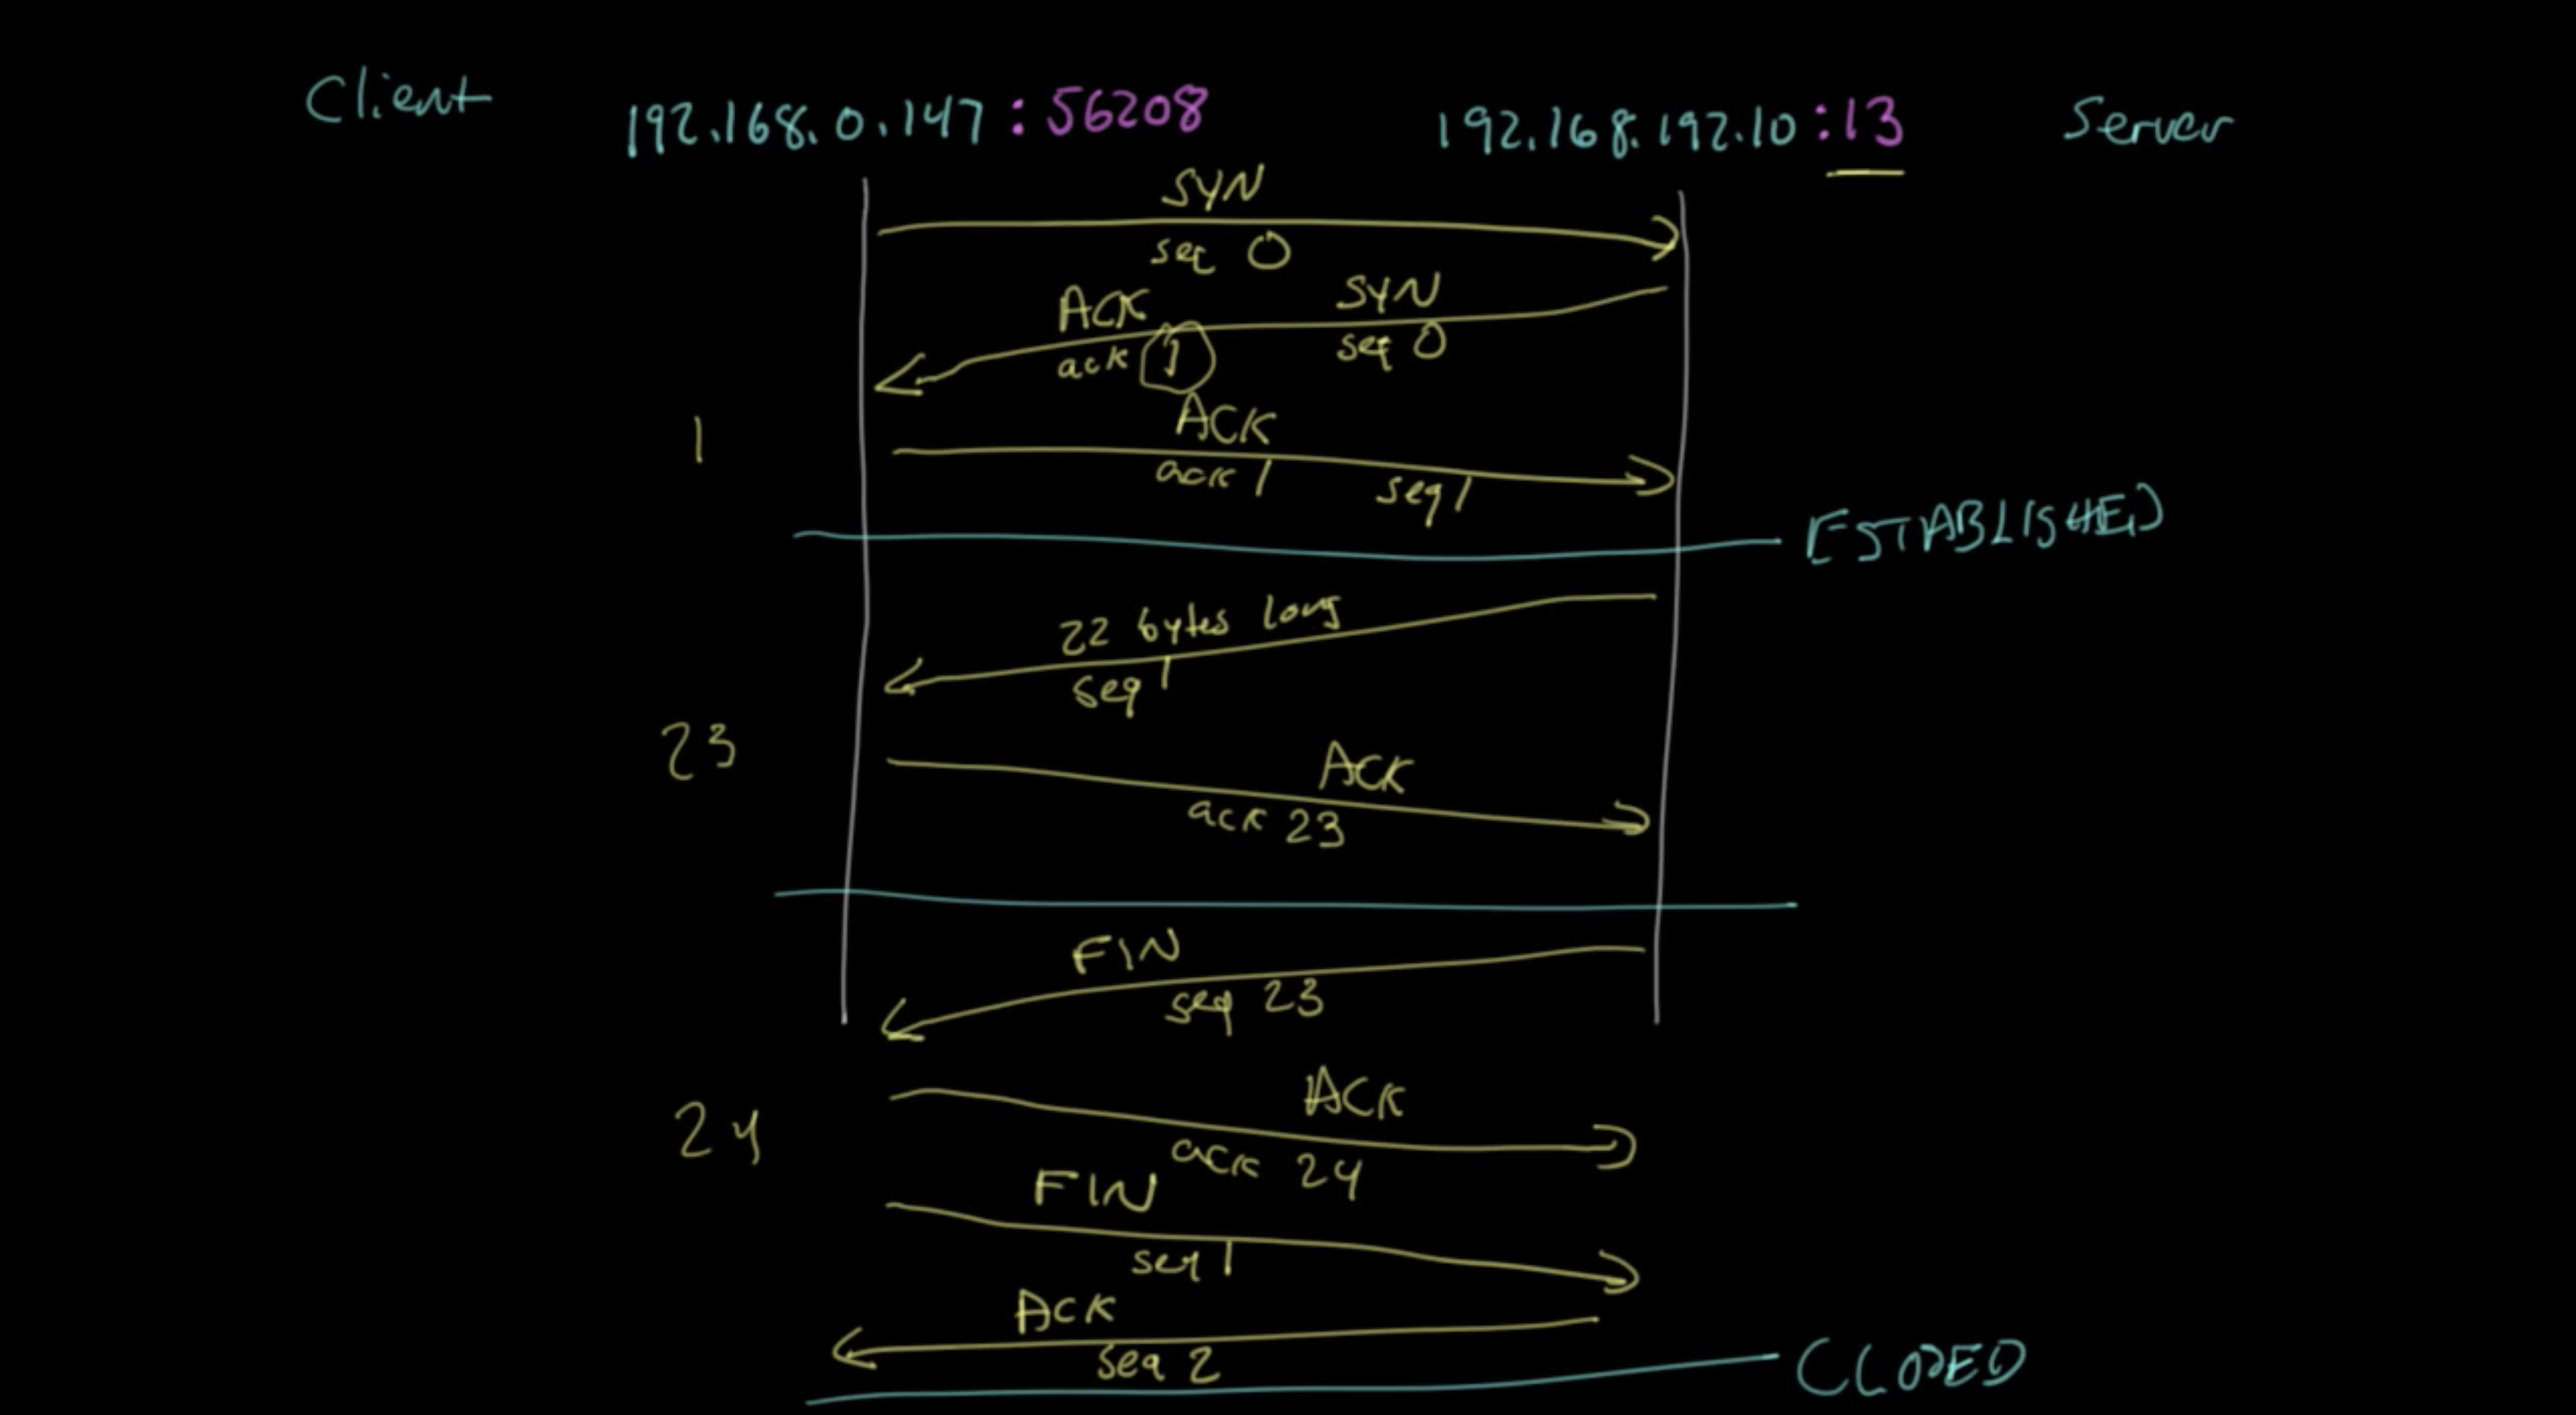 Client 192.168.0.147:56208 192.168.192.10:13 Server
SYN
seq 0
ACK SYN
ack 1 seq 0
1
ACK
ack 1 seq 1
ESTABLISHED
22 bytes long
seq 1
23
ACK
ack 23
FIN
seq 23
24
ACK
ack 24
FIN
seq 1
ACK
seq 2
CLOSED